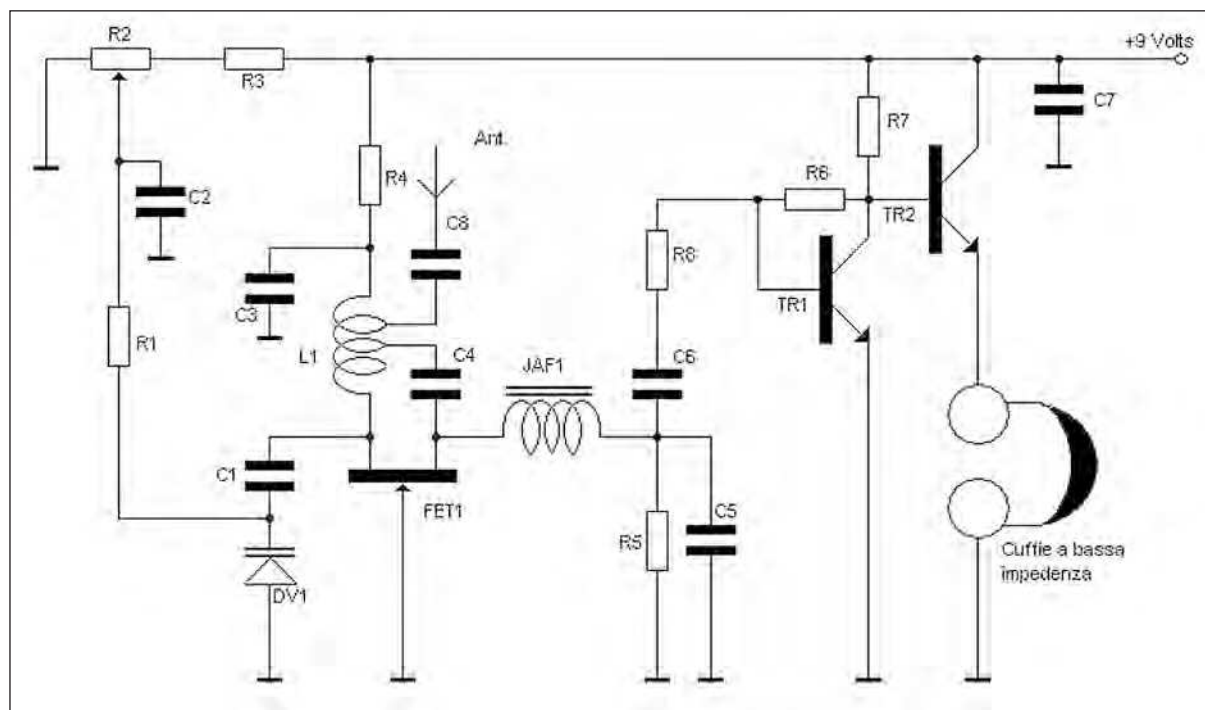 R2
R3
+9 Volts
C7
Ant.
R7
R4
C2
C8
R6
TR2
R8
C3
TR1
R1
L1
C4
JAF1
C6
C1
FET1
C5
R5
Cuffie a bassa
impedenza
DV1